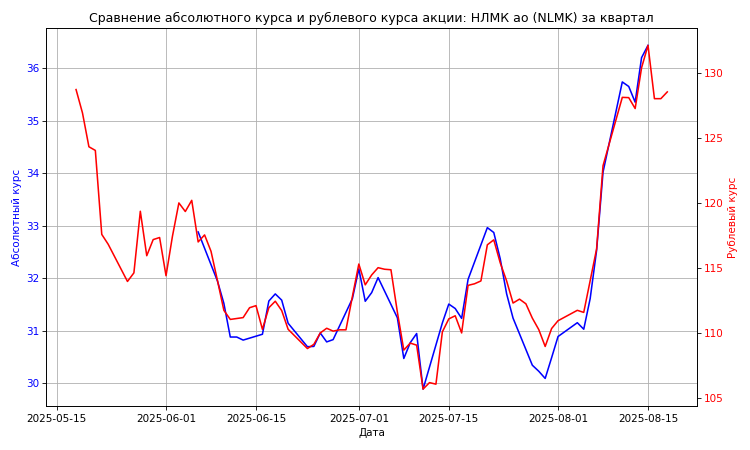 Сравнение абсолютного курса и рублевого курса акции: НЛМК ао (NLMK) за квартал
Абсолютный курс
36
35
34
33
32
31
30
130
125
120
115
110
105
Рублевый курс
2025-05-15 2025-06-01 2025-06-15 2025-07-01 2025-07-15 2025-08-01 2025-08-15
Дата